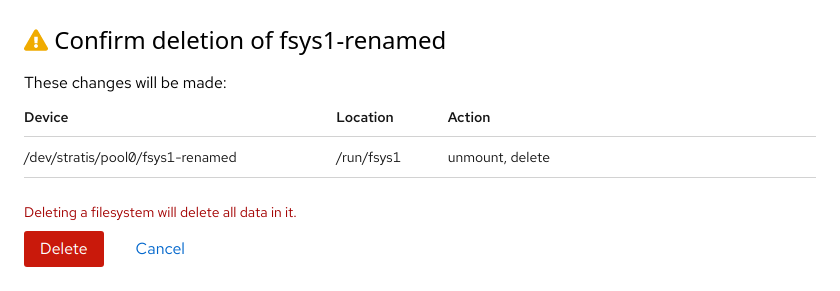 Confirm deletion of fsys1-renamed
These changes will be made:
Device Location Action
/dev/stratis/pool0/fsys1-renamed /run/fsys1 unmount, delete
Deleting a filesystem will delete all data in it.
Delete Cancel